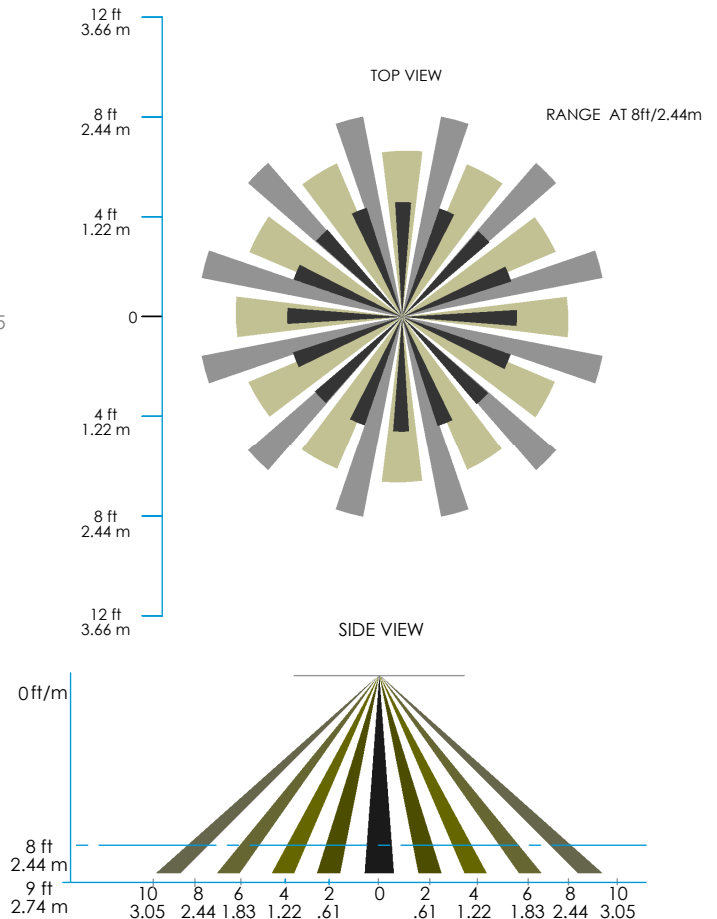 12 ft
3.66 m
TOP VIEW
8 ft
2.44 m
RANGE AT 8ft/2.44m
4 ft
1.22 m
0
5
4 ft
1.22 m
8 ft
2.44 m
12 ft
3.66 m
SIDE VIEW
0 ft/m
8 ft
2.44 m
9 ft
2.74 m
10 8 6 4 2 0 2 4 6 8 10
3.05 2.44 1.83 1.22 .61 .61 1.22 1.83 2.44 3.05